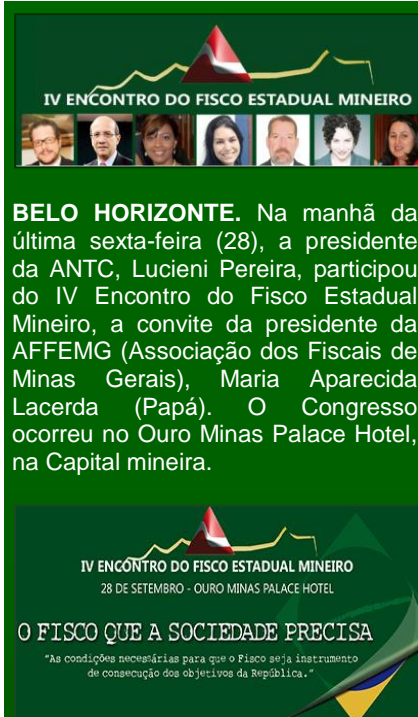 IV ENCONTRO DO FISCO ESTADUAL MINEIRO
BELO HORIZONTE. Na manhã da
última sexta-feira (28), a presidente
da ANTC, Lucieni Pereira, participou
do IV Encontro do Fisco Estadual
Mineiro, a convite da presidente da
AFFEMG (Associação dos Fiscais de
Minas Gerais), Maria Aparecida
Lacerda (Papá). O Congresso
ocorreu no Ouro Minas Palace Hotel,
na Capital mineira.
IV ENCONTRO DO FISCO ESTADUAL MINEIRO
28 DE SETEMBRO - OURO MINAS PALACE HOTEL
O FISCO QUE A SOCIEDADE PRECISA
"As condições necessárias para que o Fisco seja instrumento
de consecução dos objetivos da República."